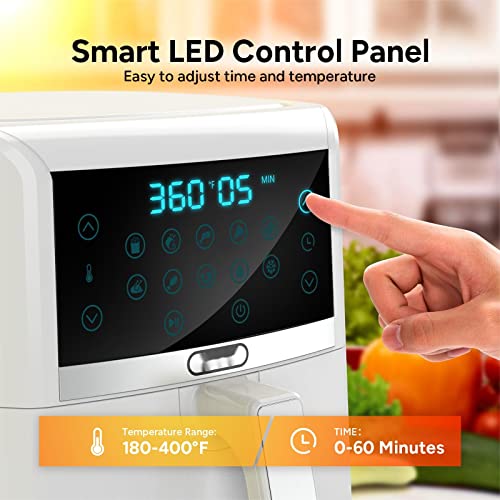 Smart LED Control Panel
Easy to adjust time and temperature
360 °F 05 MIN
Temperature Range:
180-400°F
TIME:
0-60 Minutes